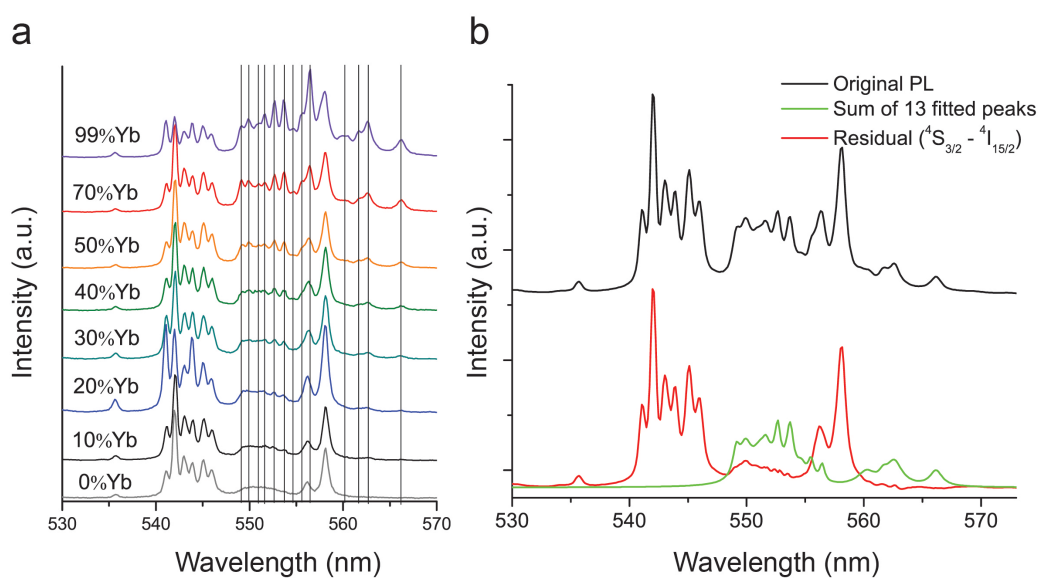 a
99%Yb
70%Yb
50%Yb
40%Yb
30%Yb
20%Yb
10%Yb
0%Yb
Intensity (a.u.)
530 540 550 560 570
Wavelength (nm)
b
Original PL
Sum of 13 fitted peaks
Residual (⁴S₃/₂ - ⁴I₁₅/₂)
Intensity (a.u.)
530 540 550 560 570
Wavelength (nm)